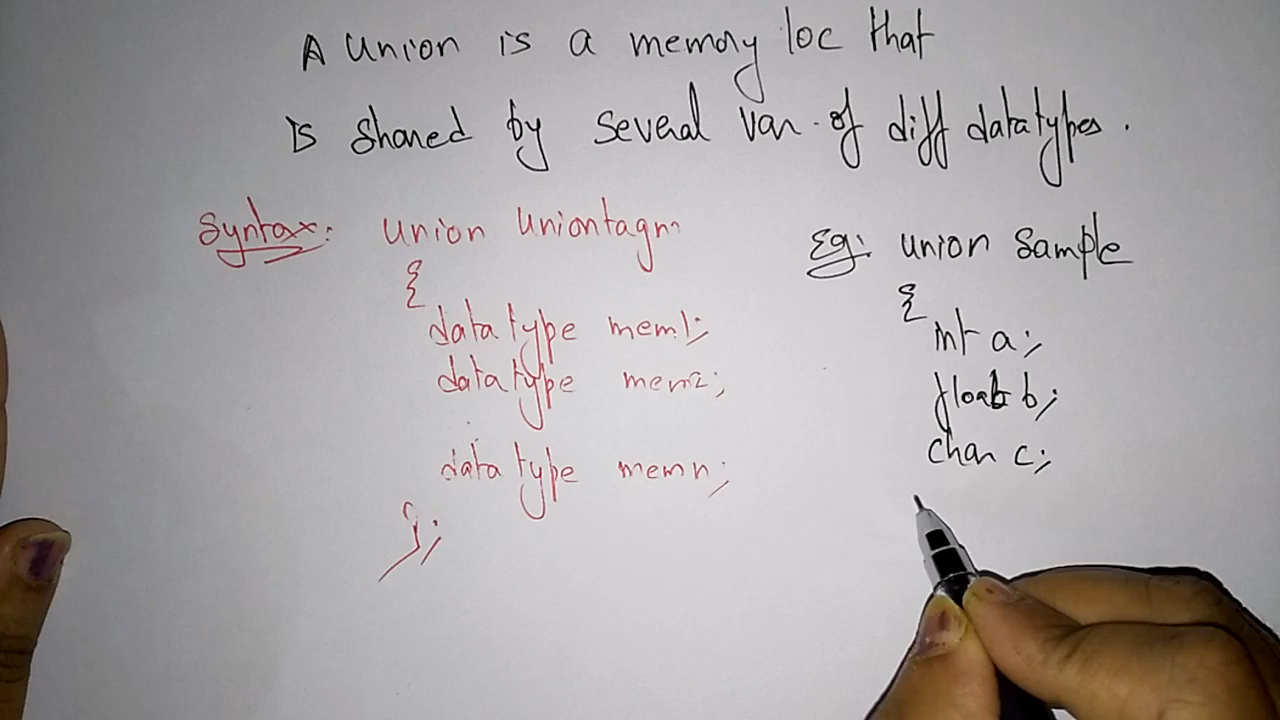 A Union is a memory loc that
is shared by several var. of diff datatypes.
Syntax: union Uniontagn
{
datatype mem1;
datatype mem2;
datatype memn;
};
Eg: union Sample
{
int a;
float b;
char c;